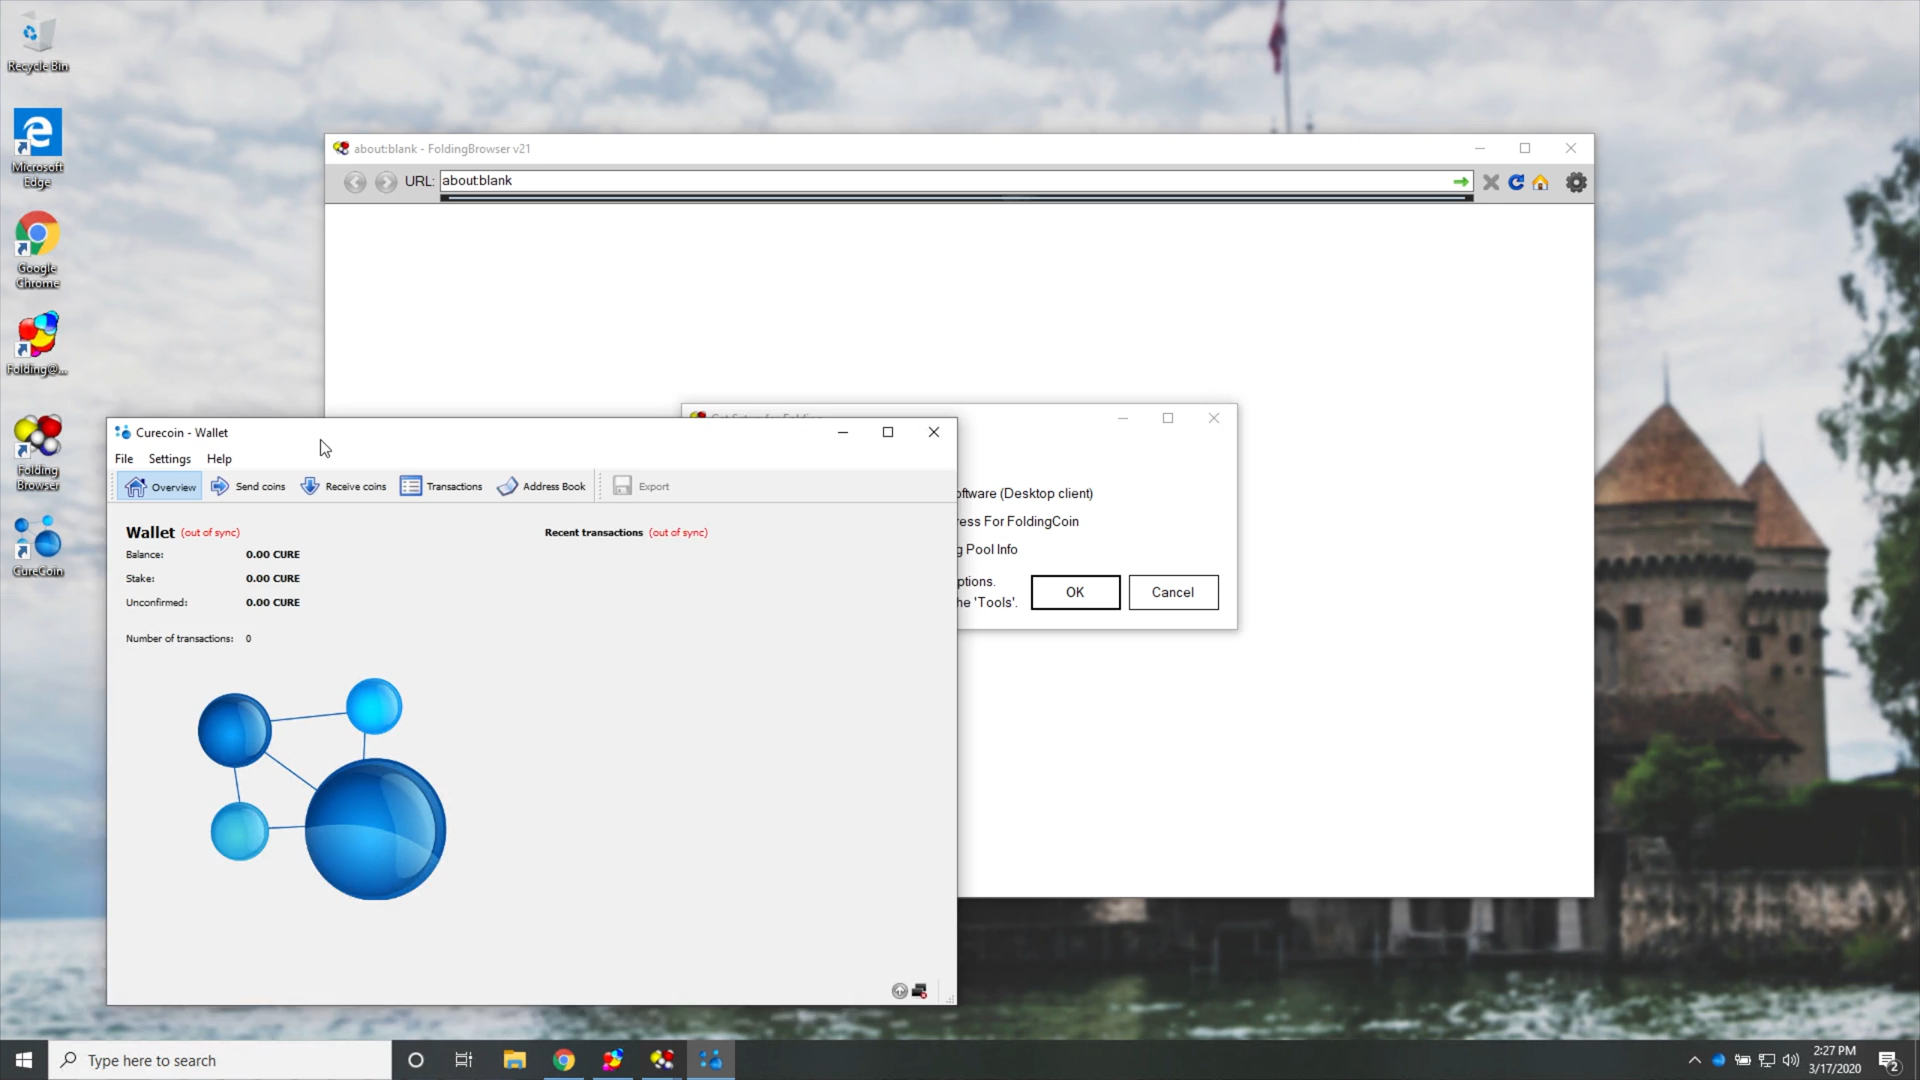 Recycle Bin
Microsoft
Edge
Google
Chrome
Folding@...
Folding
Browser
CureCoin
about:blank - FoldingBrowser v21
URL:
about:blank
Curecoin - Wallet
File
Settings
Help
Overview
Send coins
Receive coins
Transactions
Address Book
Export
Wallet (out of sync)
Balance: 0.00 CURE
Stake: 0.00 CURE
Unconfirmed: 0.00 CURE
Number of transactions: 0
Recent transactions (out of sync)
oftware (Desktop client)
ress For FoldingCoin
g Pool Info
ptions.
he 'Tools'.
OK
Cancel
Type here to search
2:27 PM
3/17/2020
2